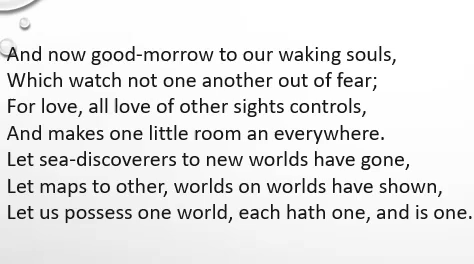 And now good-morrow to our waking souls,
Which watch not one another out of fear;
For love, all love of other sights controls,
And makes one little room an everywhere.
Let sea-discoverers to new worlds have gone,
Let maps to other, worlds on worlds have shown,
Let us possess one world, each hath one, and is one.